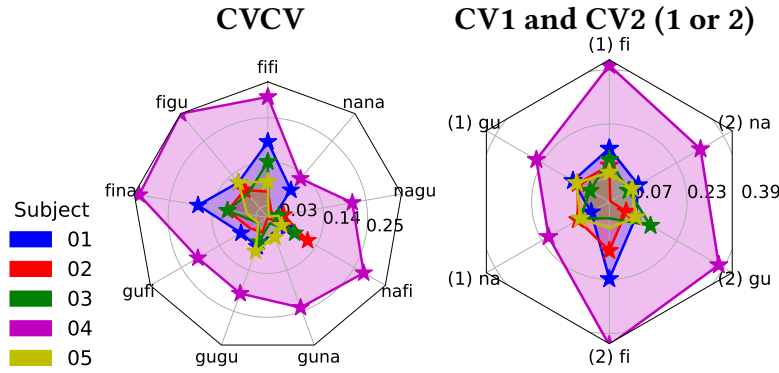 CVCV
CV1 and CV2 (1 or 2)
fifi
nana
nagu
nafi
guna
gugu
gufi
fina
figu
0.03
0.14
0.25
(1) fi
(2) na
(2) gu
(2) fi
(1) na
(1) gu
0.07
0.23
0.39
Subject
01
02
03
04
05